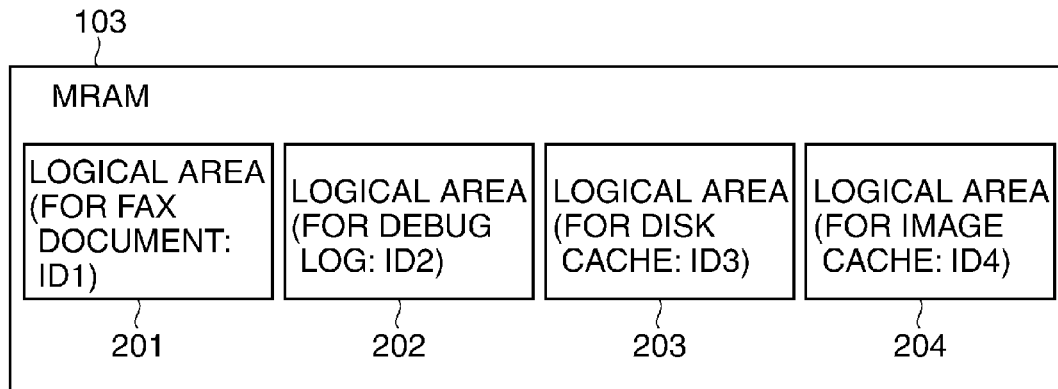 103
MRAM
LOGICAL AREA
(FOR FAX
DOCUMENT:
ID1)
LOGICAL AREA
(FOR DEBUG
LOG: ID2)
LOGICAL AREA
(FOR DISK
CACHE: ID3)
LOGICAL AREA
(FOR IMAGE
CACHE: ID4)
201
202
203
204